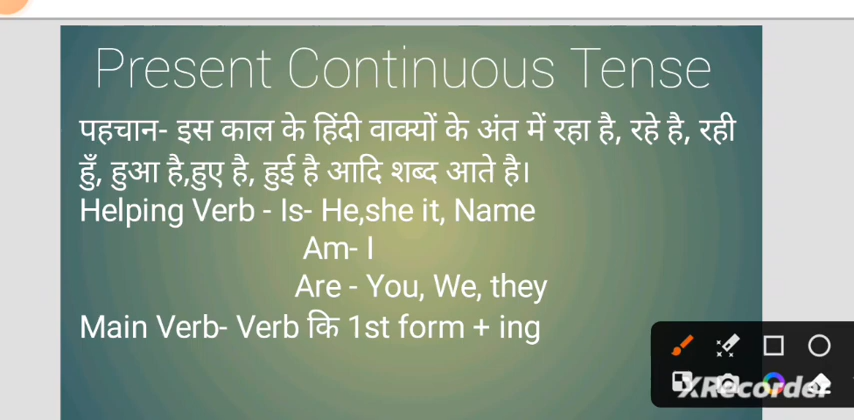 Present Continuous Tense
पहचान- इस काल के हिंदी वाक्यों के अंत में रहा है, रहे है, रही
हुँ, हुआ है,हुए है, हुई है आदि शब्द आते है।
Helping Verb - Is- He,she it, Name
Am- I
Are - You, We, they
Main Verb- Verb कि 1st form + ing
XRecorder